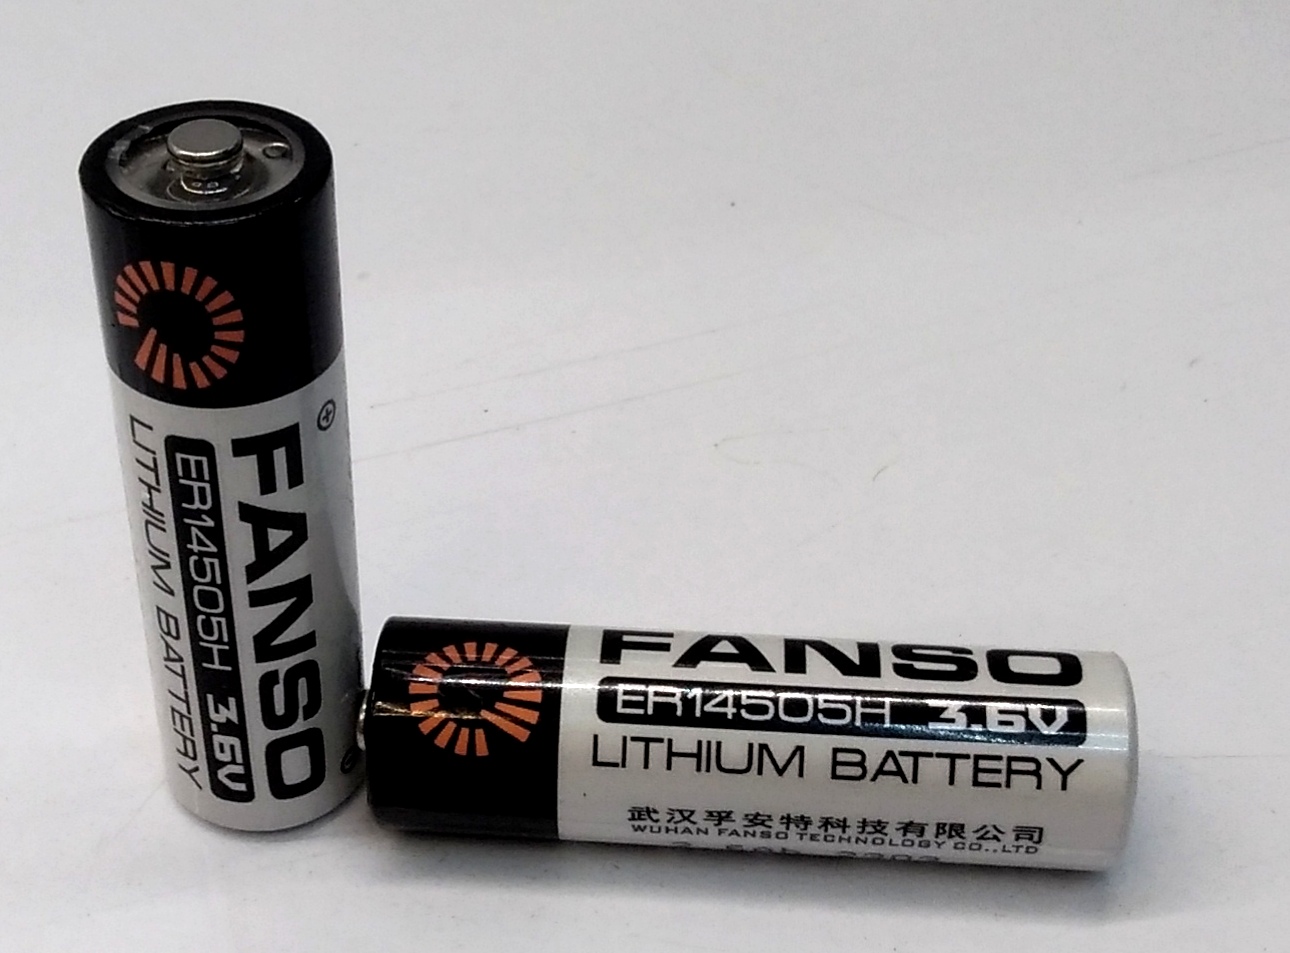 FANSO
ER14505H 3.6V
LITHIUM BATTERY
FANSO
ER14505H 3.6V
LITHIUM BATTERY
武汉孚安特科技有限公司
WUHAN FANSO TECHNOLOGY CO.,LTD